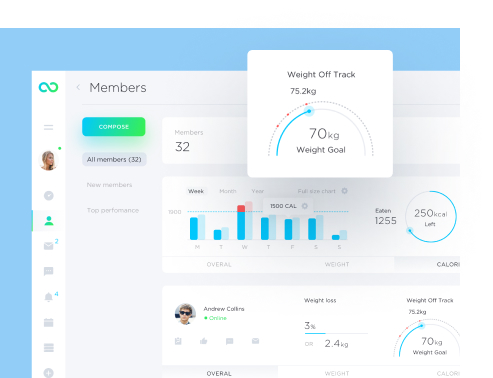 Weight Off Track
75.2kg
70kg
Weight Goal
Members
COMPOSE
All members (32)
New members
Top perfomance
2
4
Members
32
Week Month Year Full size chart
1500 CAL
1900
M T W T F S S
Eaten
1255
250kcal
Left
OVERAL WEIGHT CALORI
Andrew Collins
Online
Weight loss
3%
OR 2.4kg
Weight Off Track
75.2kg
70kg
Weight Goal
OVERAL WEIGHT CALORI